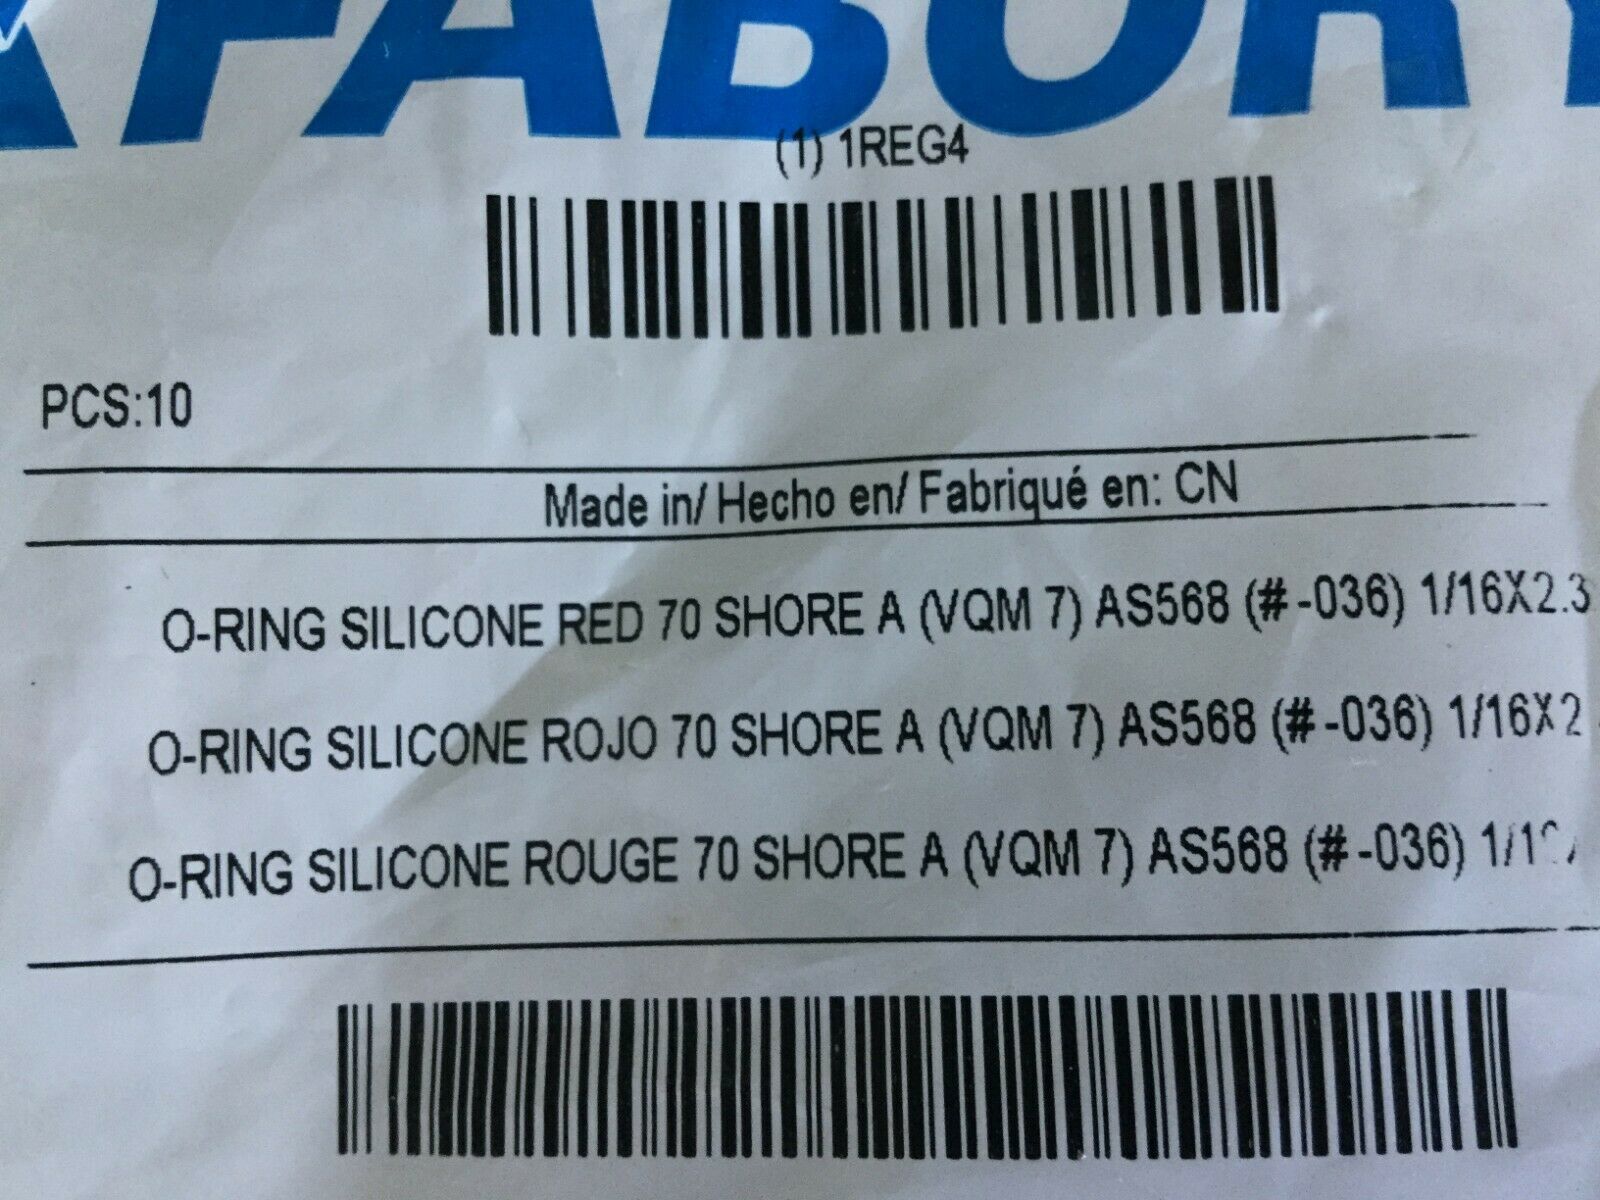 FABORY
(1) 1REG4
PCS:10
Made in/ Hecho en/ Fabriqué en: CN
O-RING SILICONE RED 70 SHORE A (VQM 7) AS568 (# -036) 1/16X2.3
O-RING SILICONE ROJO 70 SHORE A (VQM 7) AS568 (# -036) 1/16X2
O-RING SILICONE ROUGE 70 SHORE A (VQM 7) AS568 (# -036)